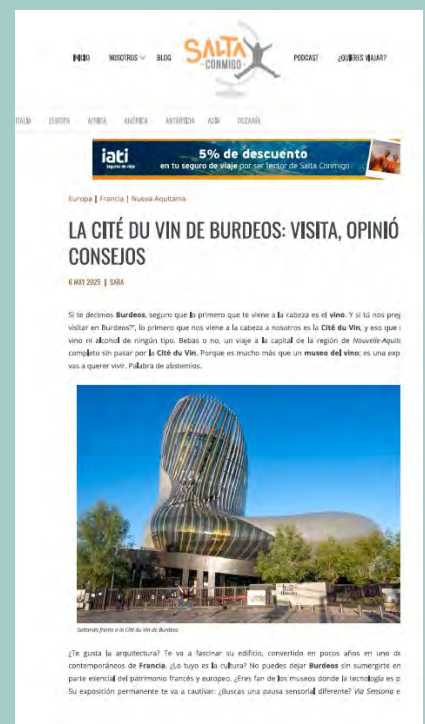 INICIO NOSOTROS BLOG SALTA -CONMIGO- PODCAST ¿QUIERES VIAJAR?
ITALIA EUROPA ÁFRICA AMÉRICA ANTÁRTIDA ASIA OCEANÍA
iati
5% de descuento
en tu seguro de viaje por ser lector de Salta Conmigo
Europa | Francia | Nueva Aquitania
LA CITÉ DU VIN DE BURDEOS: VISITA, OPINIÓ
CONSEJOS
6 MAY 2025 | SARA
Si te decimos Burdeos, seguro que lo primero que te viene a la cabeza es el vino. Y si tú nos preg
visitar en Burdeos?", lo primero que nos viene a la cabeza a nosotros es la Cité du Vin, y eso que
vino ni alcohol de ningún tipo. Bebas o no, un viaje a la capital de la región de Nouvelle-Aquit
completo sin pasar por la Cité du Vin. Porque es mucho más que un museo del vino; es una exp
vas a querer vivir. Palabra de abstemios.
Saltando frente a la Cité du Vin de Burdeos
¿Te gusta la arquitectura? Te va a fascinar su edificio, convertido en pocos años en uno de
contemporáneos de Francia. ¿Lo tuyo es la cultura? No puedes dejar Burdeos sin sumergirte en
parte esencial del patrimonio francés y europeo. ¿Eres fan de los museos donde la tecnología es p
Su exposición permanente te va a cautivar. ¿Buscas una pausa sensorial diferente? Via Sensoria e